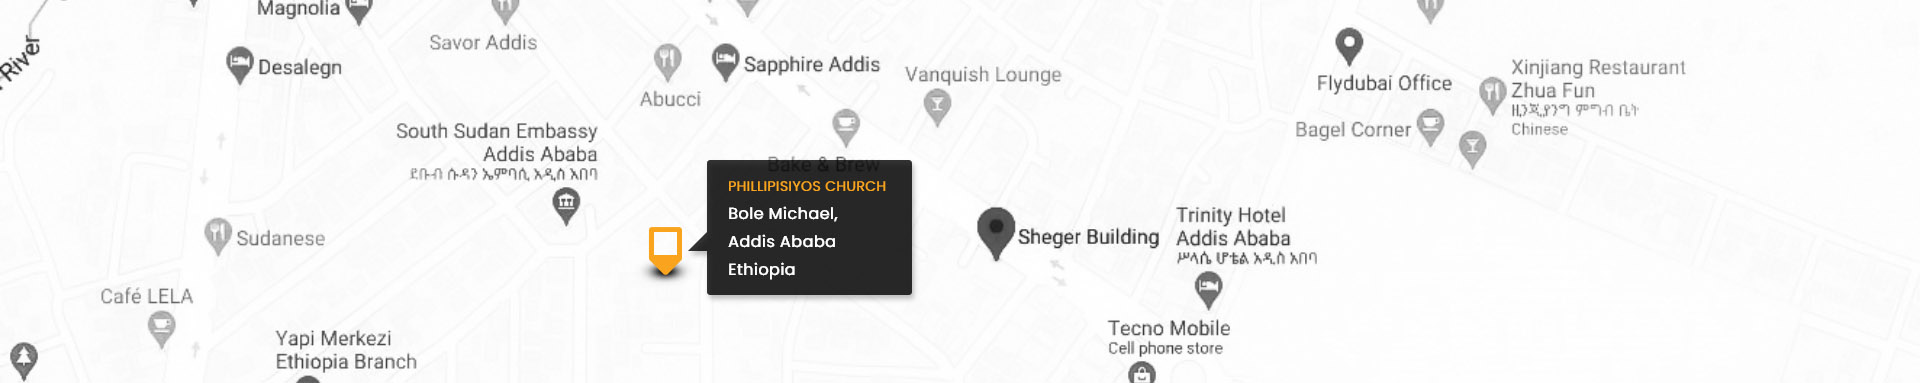 Magnolia
River
Savor Addis
Desalegn
Abucci
Sapphire Addis
Vanquish Lounge
Flydubai Office
Xinjiang Restaurant
Zhua Fun
ዚንጂያንግ ምግብ ቤት
Chinese
Bagel Corner
South Sudan Embassy
Addis Ababa
ደቡብ ሱዳን ኤምባሲ አዲስ አበባ
Bake & Brew
PHILLIPISIYOS CHURCH
Bole Michael,
Addis Ababa
Ethiopia
Sudanese
Sheger Building
Trinity Hotel
Addis Ababa
ሥላሴ ሆቴል አዲስ አበባ
Café LELA
Yapi Merkezi
Ethiopia Branch
Tecno Mobile
Cell phone store